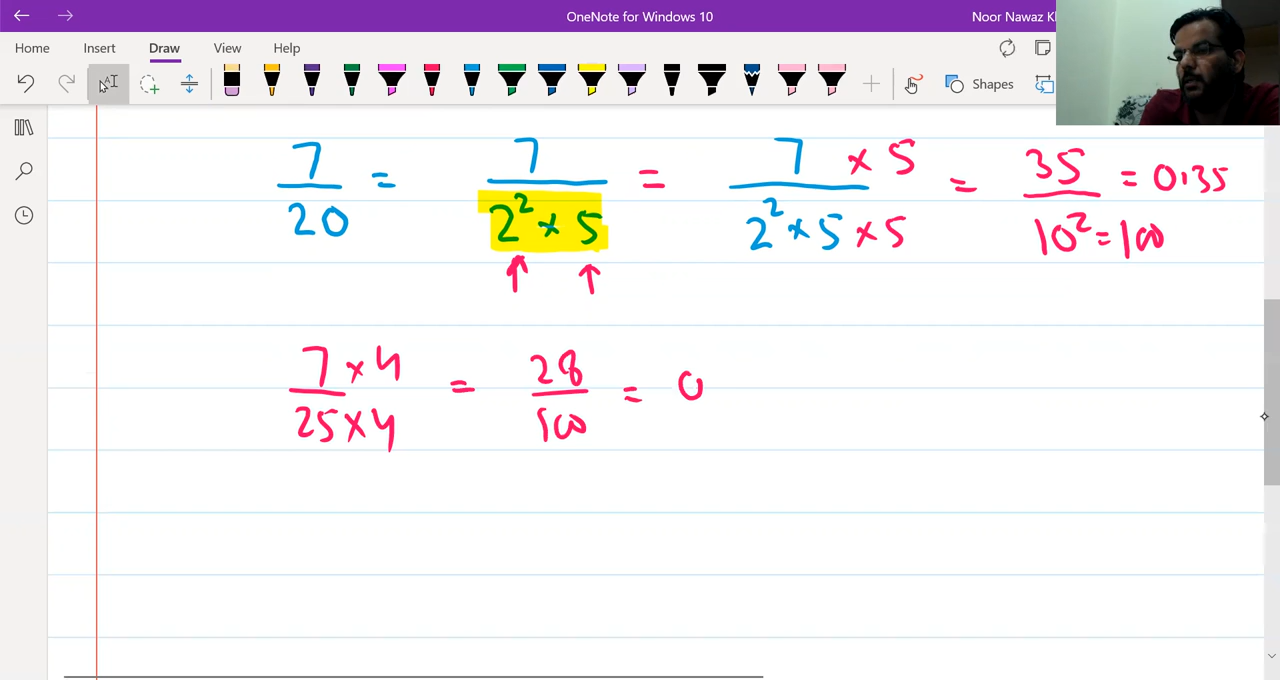 OneNote for Windows 10
Noor Nawaz Kh
Home Insert Draw View Help
Shapes
7/20 = 7/(2² × 5) = (7 × 5)/(2² × 5 × 5) = 35/(10² = 100) = 0.35
(7 × 4)/(25 × 4) = 28/100 = 0